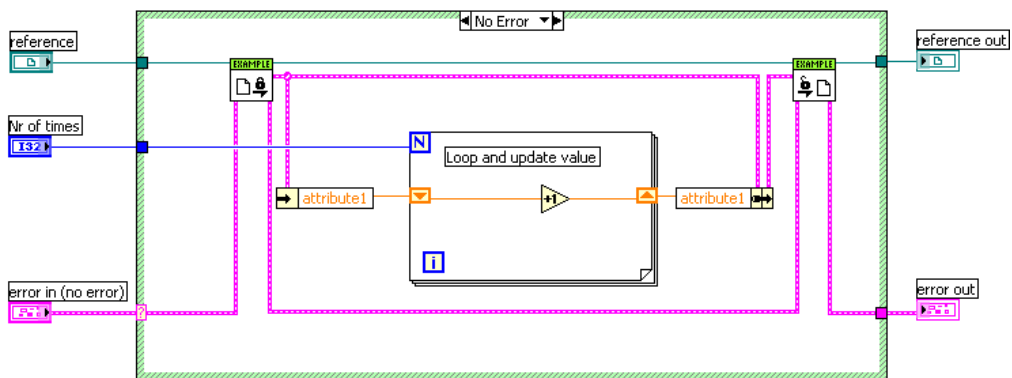 No Error
reference
reference out
EXAMPLE
EXAMPLE
Nr of times
I32
N
Loop and update value
attribute1
+1
attribute1
i
error in (no error)
?
error out